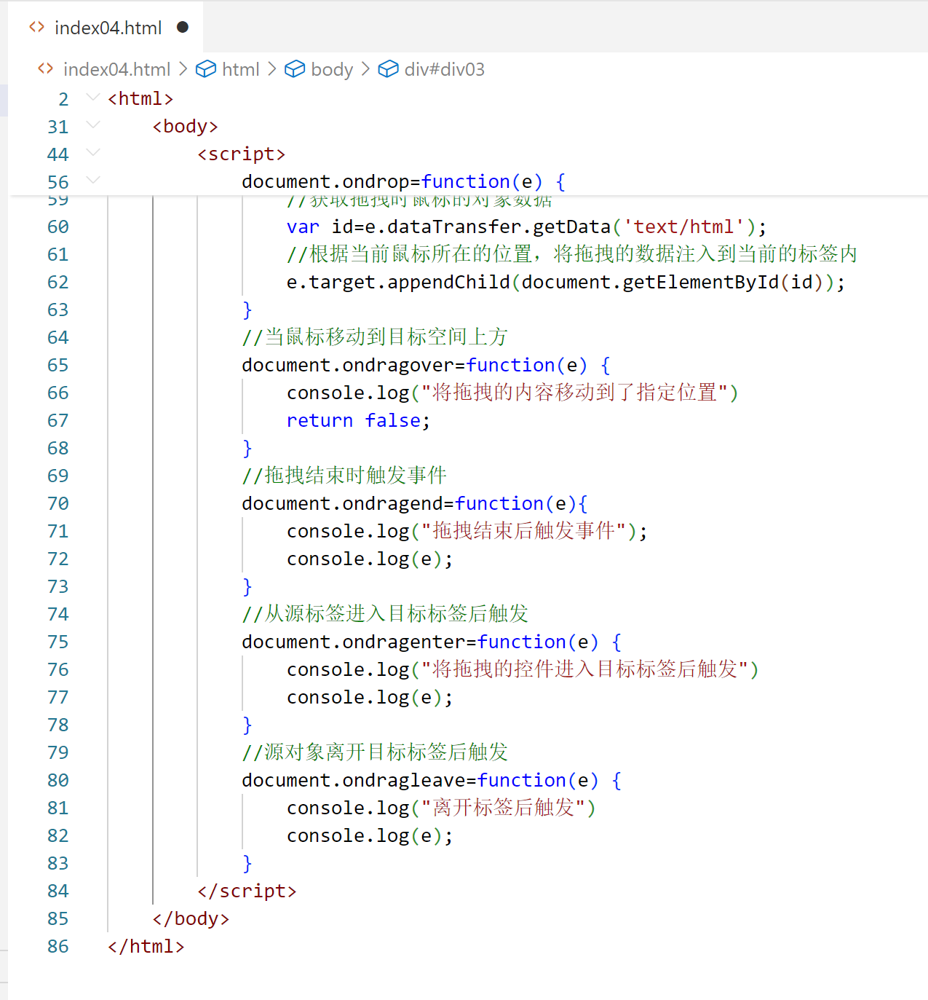 index04.html
index04.html > html > body > div#div03
2 <html>
31 <body>
44 <script>
56 document.ondrop=function(e) {
59 //获取拖拽时鼠标的对象数据
60 var id=e.dataTransfer.getData('text/html');
61 //根据当前鼠标所在的位置，将拖拽的数据注入到当前的标签内
62 e.target.appendChild(document.getElementById(id));
63 }
64 //当鼠标移动到目标空间上方
65 document.ondragover=function(e) {
66 console.log("将拖拽的内容移动到了指定位置")
67 return false;
68 }
69 //拖拽结束时触发事件
70 document.ondragend=function(e){
71 console.log("拖拽结束后触发事件");
72 console.log(e);
73 }
74 //从源标签进入目标标签后触发
75 document.ondragenter=function(e) {
76 console.log("将拖拽的控件进入目标标签后触发")
77 console.log(e);
78 }
79 //源对象离开目标标签后触发
80 document.ondragleave=function(e) {
81 console.log("离开标签后触发")
82 console.log(e);
83 }
84 </script>
85 </body>
86 </html>